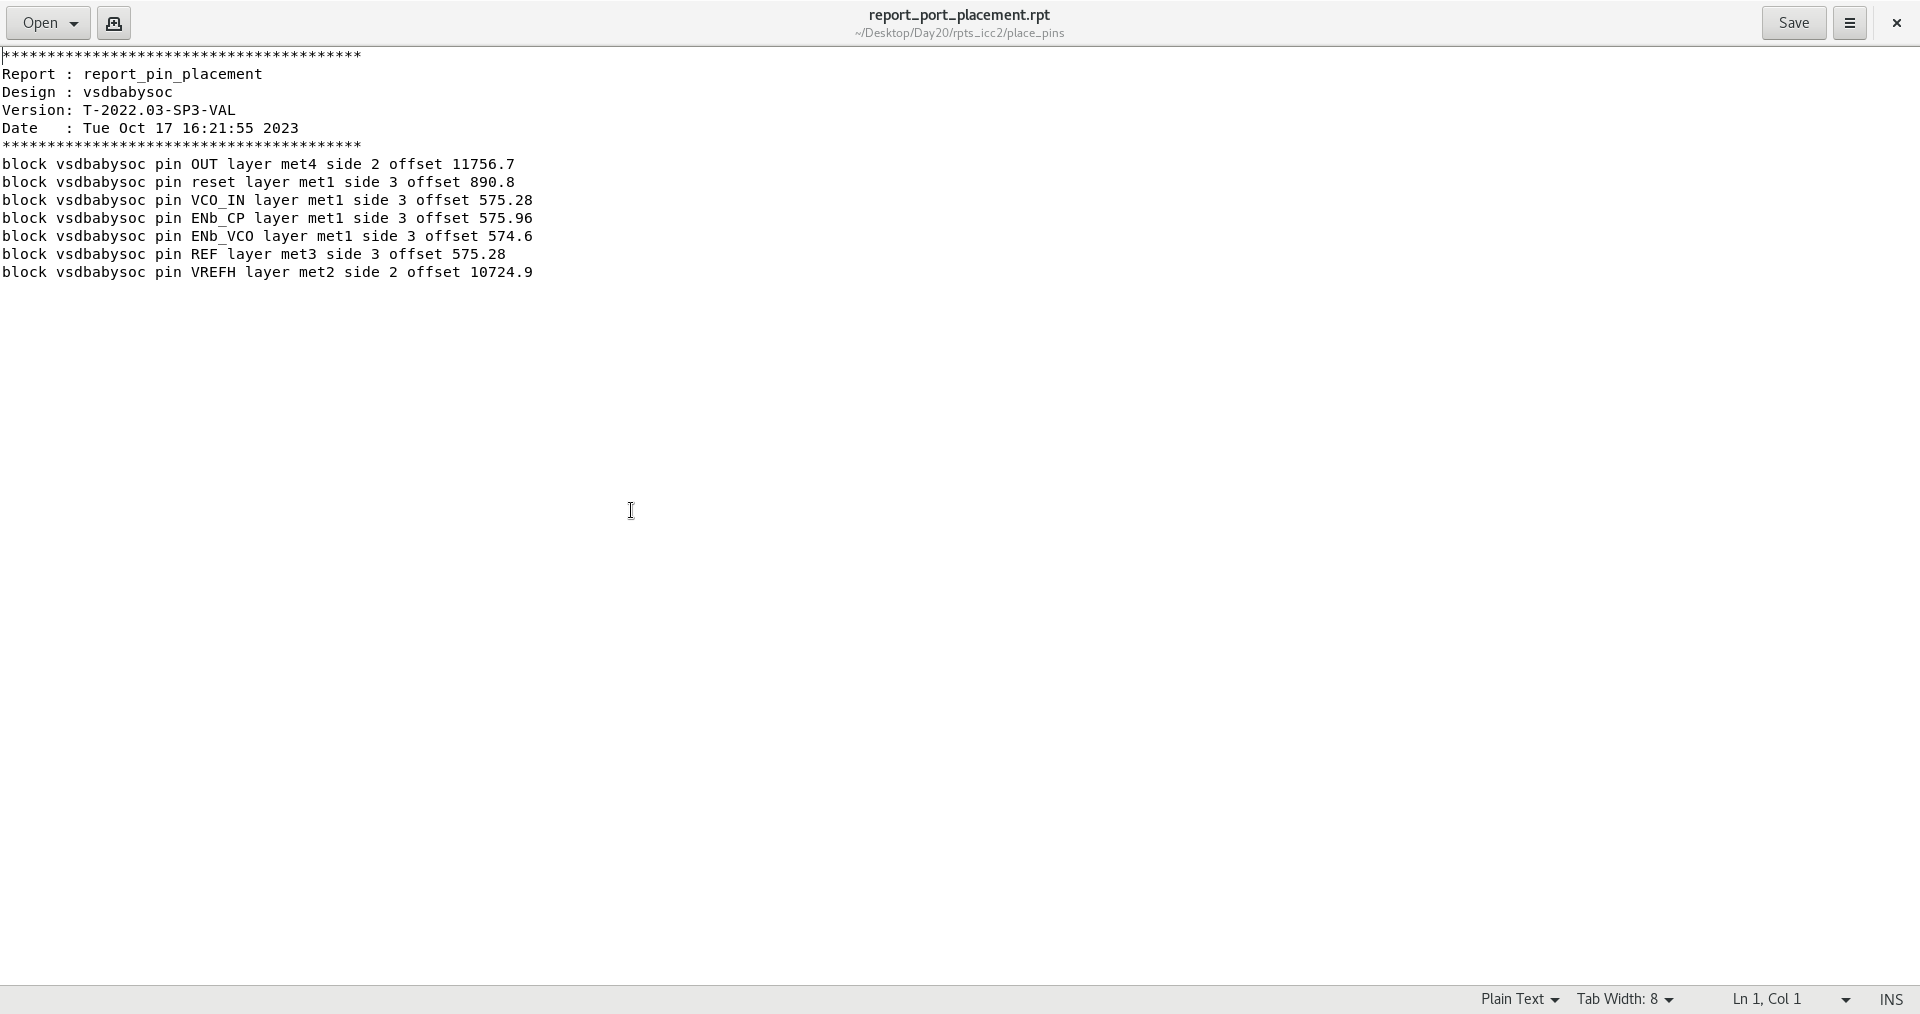 Open
report_port_placement.rpt
~/Desktop/Day20/rpts_icc2/place_pins
Save
****************************************
Report : report_pin_placement
Design : vsdbabysoc
Version: T-2022.03-SP3-VAL
Date   : Tue Oct 17 16:21:55 2023
****************************************
block vsdbabysoc pin OUT layer met4 side 2 offset 11756.7
block vsdbabysoc pin reset layer met1 side 3 offset 890.8
block vsdbabysoc pin VCO_IN layer met1 side 3 offset 575.28
block vsdbabysoc pin ENb_CP layer met1 side 3 offset 575.96
block vsdbabysoc pin ENb_VCO layer met1 side 3 offset 574.6
block vsdbabysoc pin REF layer met3 side 3 offset 575.28
block vsdbabysoc pin VREFH layer met2 side 2 offset 10724.9
Plain Text Tab Width: 8 Ln 1, Col 1 INS